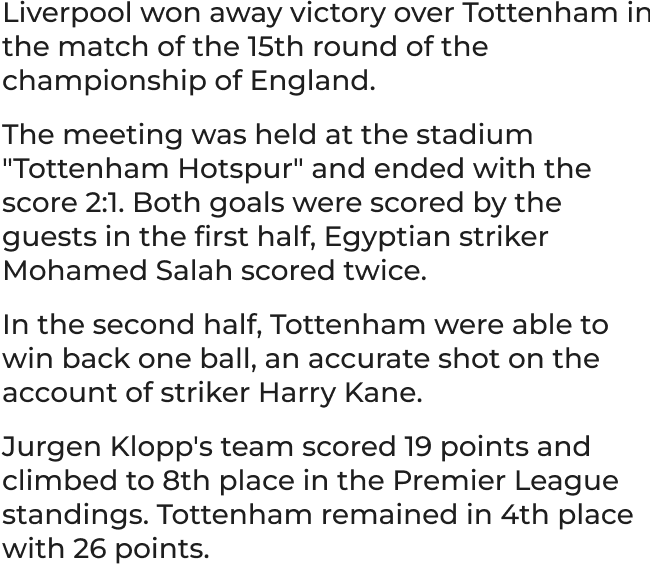 Liverpool won away victory over Tottenham in
the match of the 15th round of the
championship of England.
The meeting was held at the stadium
"Tottenham Hotspur" and ended with the
score 2:1. Both goals were scored by the
guests in the first half, Egyptian striker
Mohamed Salah scored twice.
In the second half, Tottenham were able to
win back one ball, an accurate shot on the
account of striker Harry Kane.
Jurgen Klopp's team scored 19 points and
climbed to 8th place in the Premier League
standings. Tottenham remained in 4th place
with 26 points.